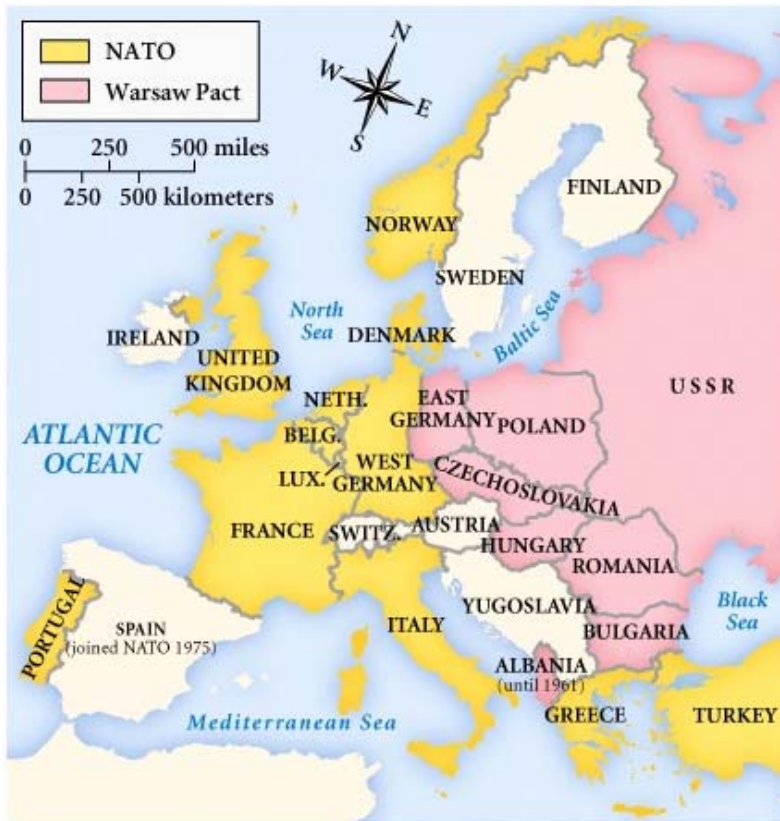 NATO
Warsaw Pact
N
W
E
S
0 250 500 miles
0 250 500 kilometers
FINLAND
NORWAY
SWEDEN
North
Sea
Baltic Sea
IRELAND
DENMARK
UNITED
KINGDOM
USSR
NETH.
EAST
GERMANY
POLAND
ATLANTIC
OCEAN
BELG.
LUX.
WEST
GERMANY
CZECHOSLOVAKIA
FRANCE
SWITZ.
AUSTRIA
HUNGARY
ROMANIA
PORTUGAL
SPAIN
(joined NATO 1975)
ITALY
YUGOSLAVIA
BULGARIA
Black
Sea
ALBANIA
(until 1961)
Mediterranean Sea
GREECE
TURKEY